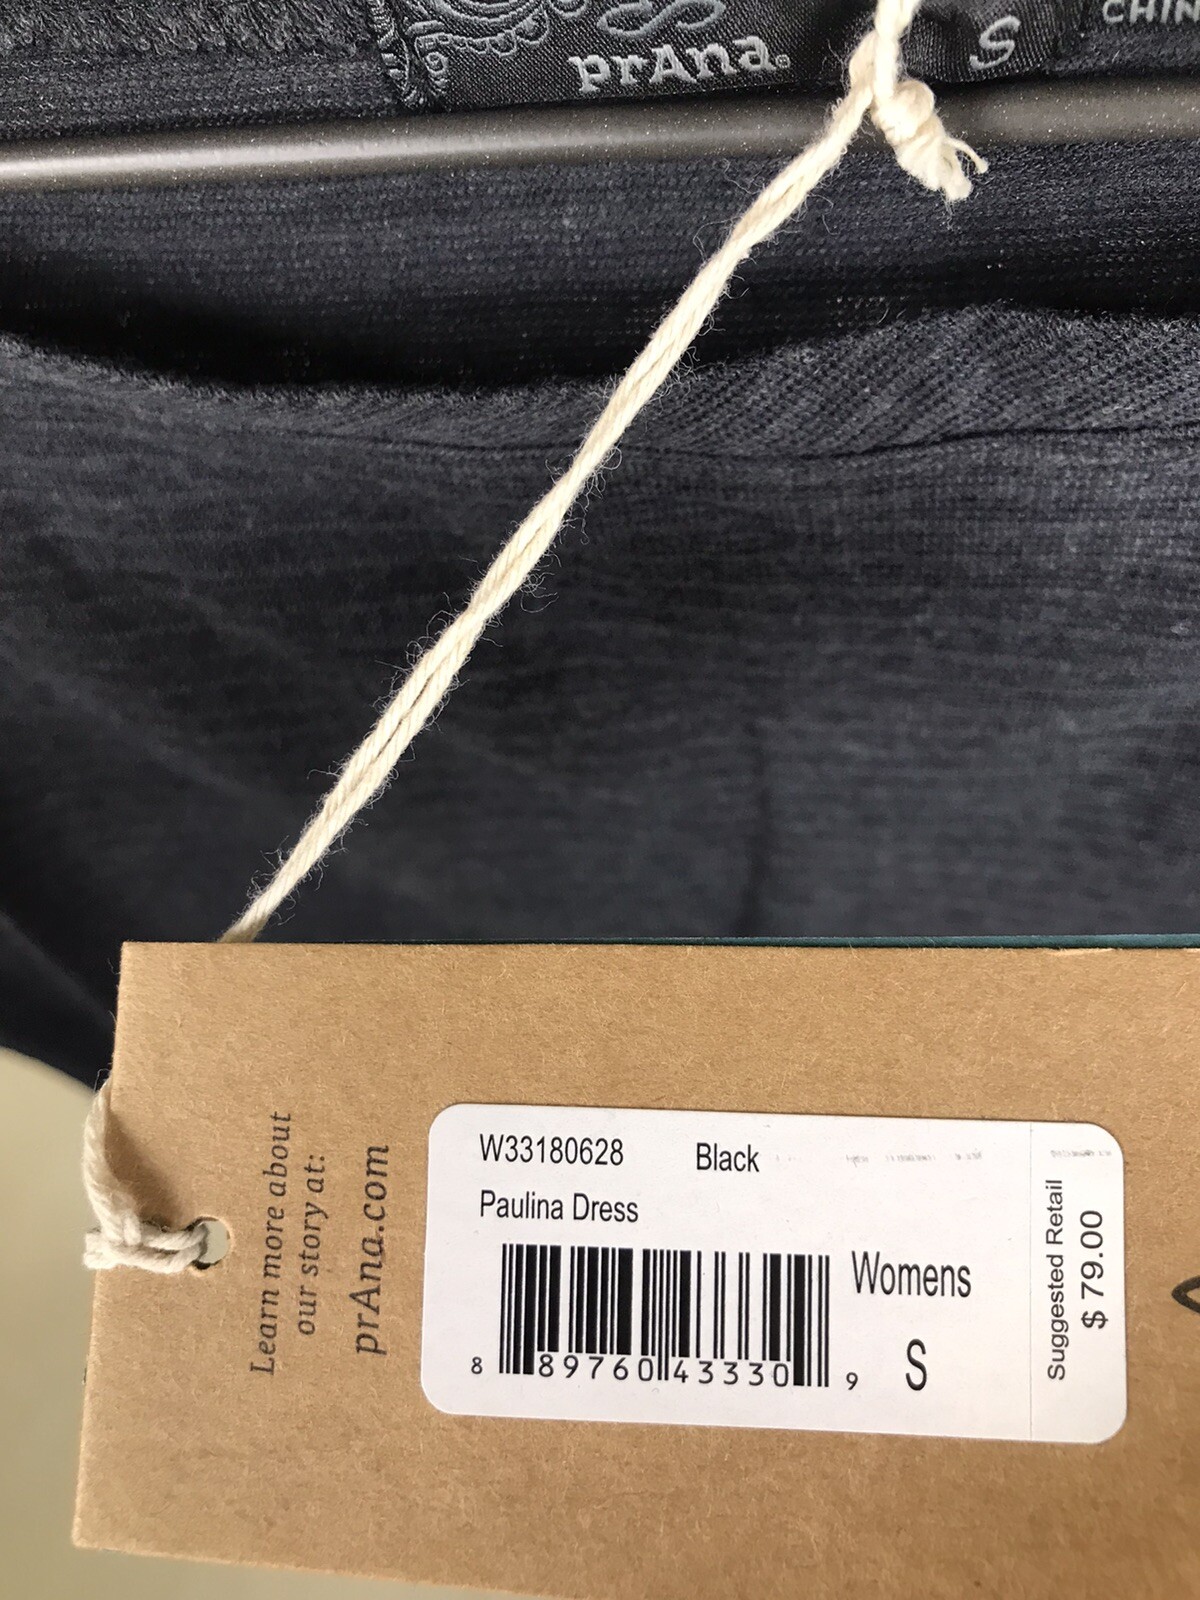 prAna
S
Learn more about
our story at:
prAna.com
W33180628 Black
Paulina Dress
Womens
S
8 89760 43330 9
Suggested Retail
$ 79.00